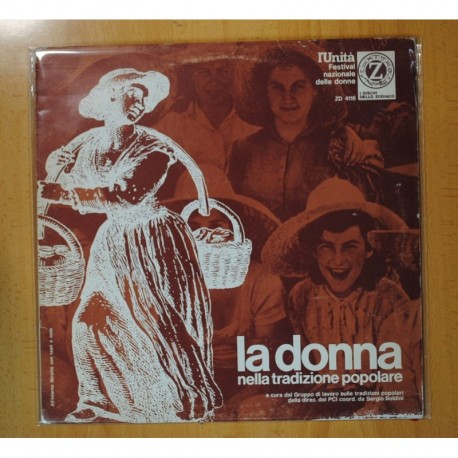 l'Unità
Festival
nazionale
delle donne
ZD 4116
Z
I DISCHI
DELLO ZODIACO
la donna
nella tradizione popolare
a cura del Gruppo di lavoro sulle tradizioni popolari
della direz. del PCI coord. da Sergio Boldini